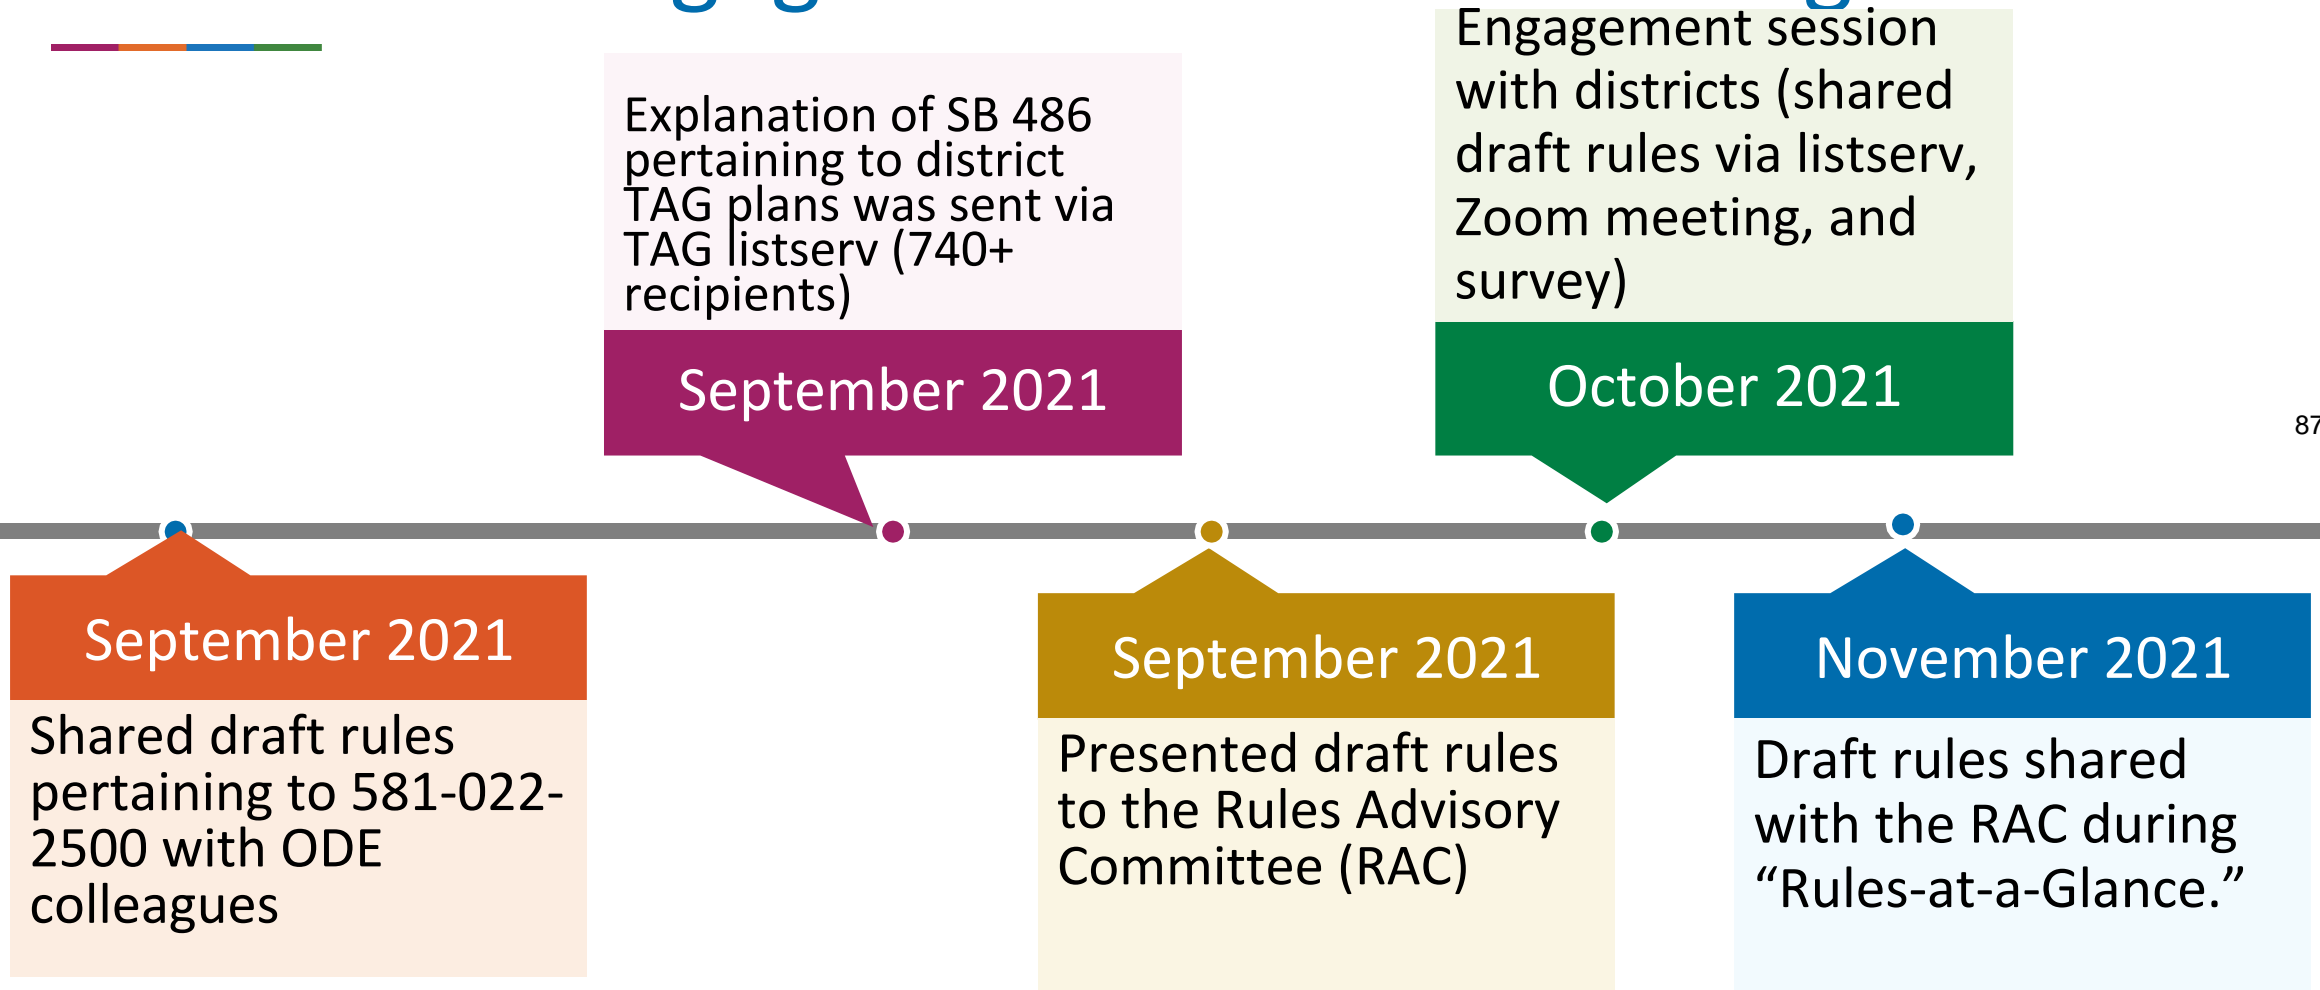 Explanation of SB 486
pertaining to district
TAG plans was sent via
TAG listserv (740+
recipients)
September 2021
Engagement session
with districts (shared
draft rules via listserv,
Zoom meeting, and
survey)
October 2021
87
September 2021
Shared draft rules
pertaining to 581-022-
2500 with ODE
colleagues
September 2021
Presented draft rules
to the Rules Advisory
Committee (RAC)
November 2021
Draft rules shared
with the RAC during
“Rules-at-a-Glance.”